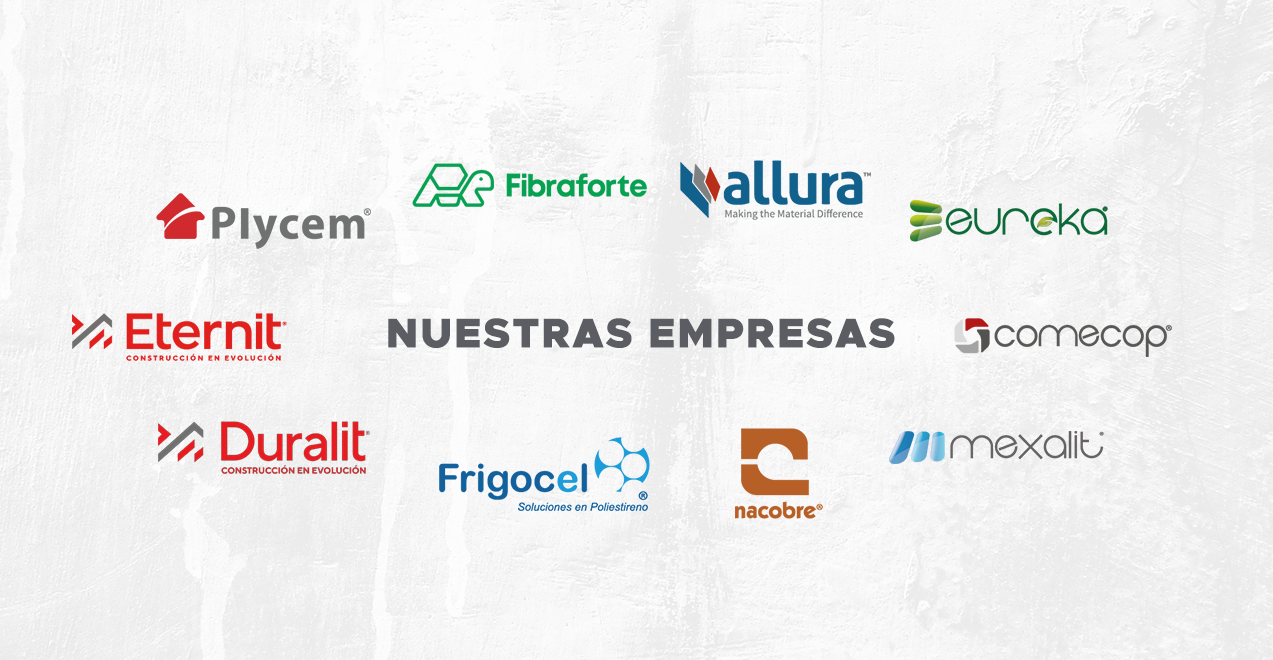 Fibraforte
allura™
Making the Material Difference
Plycem®
eureka®
Eternit®
CONSTRUCCIÓN EN EVOLUCIÓN
NUESTRAS EMPRESAS
comecop®
Duralit®
CONSTRUCCIÓN EN EVOLUCIÓN
Frigocel®
Soluciones en Poliestireno
nacobre®
mexalit®